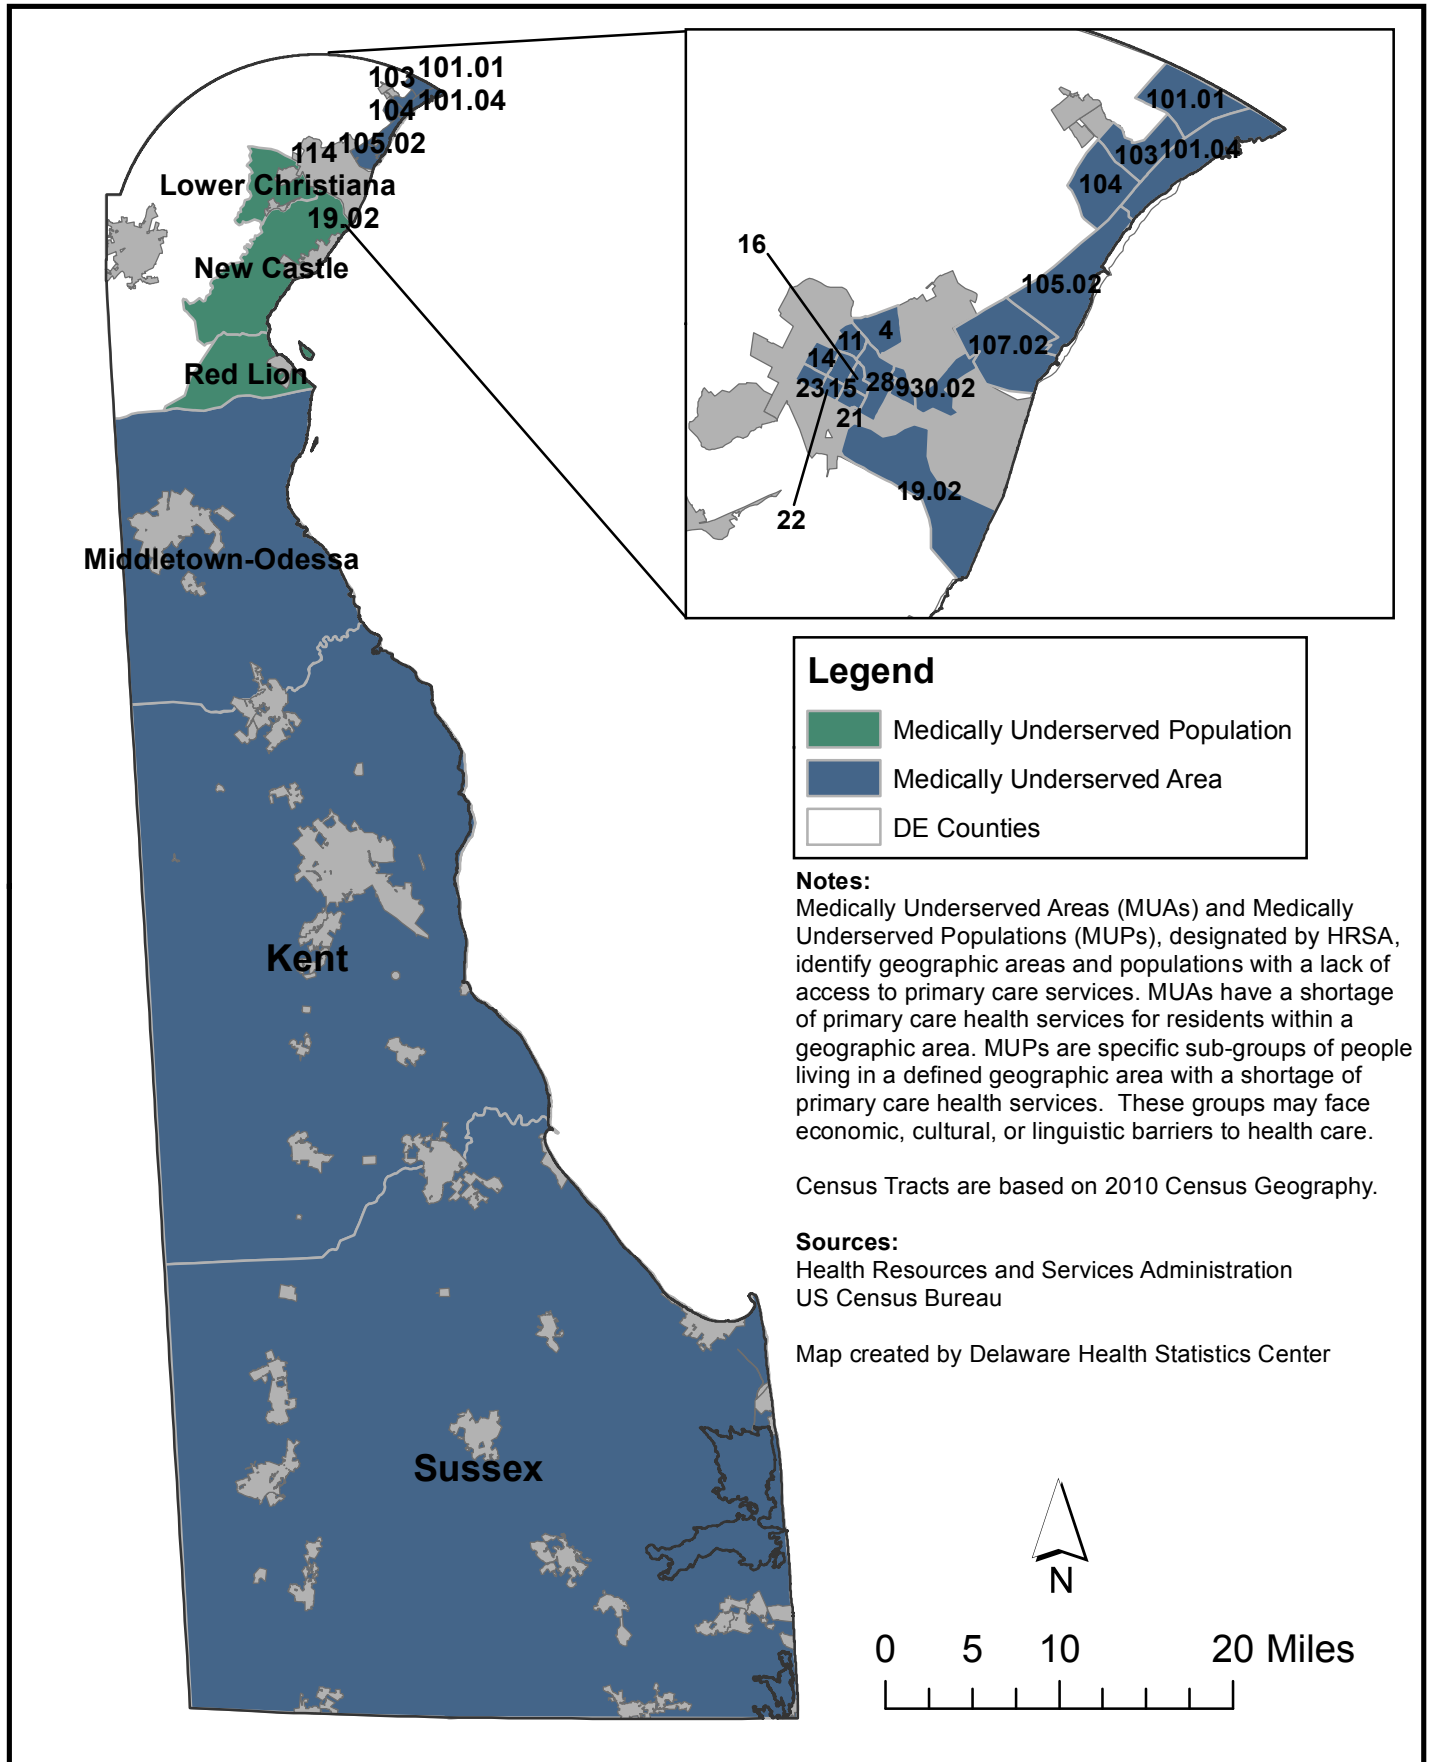 103
101.01
104
101.04
105.02
114
Lower Christiana
19.02
New Castle
Red Lion
Middletown-Odessa
Kent
Sussex
101.01
103
101.04
104
16
105.02
4
11
107.02
14
23
15
28
9
30.02
21
19.02
22
Legend
Medically Underserved Population
Medically Underserved Area
DE Counties
Notes:
Medically Underserved Areas (MUAs) and Medically
Underserved Populations (MUPs), designated by HRSA,
identify geographic areas and populations with a lack of
access to primary care services. MUAs have a shortage
of primary care health services for residents within a
geographic area. MUPs are specific sub-groups of people
living in a defined geographic area with a shortage of
primary care health services.  These groups may face
economic, cultural, or linguistic barriers to health care.
Census Tracts are based on 2010 Census Geography.
Sources:
Health Resources and Services Administration
US Census Bureau
Map created by Delaware Health Statistics Center
N
0 5 10 20 Miles